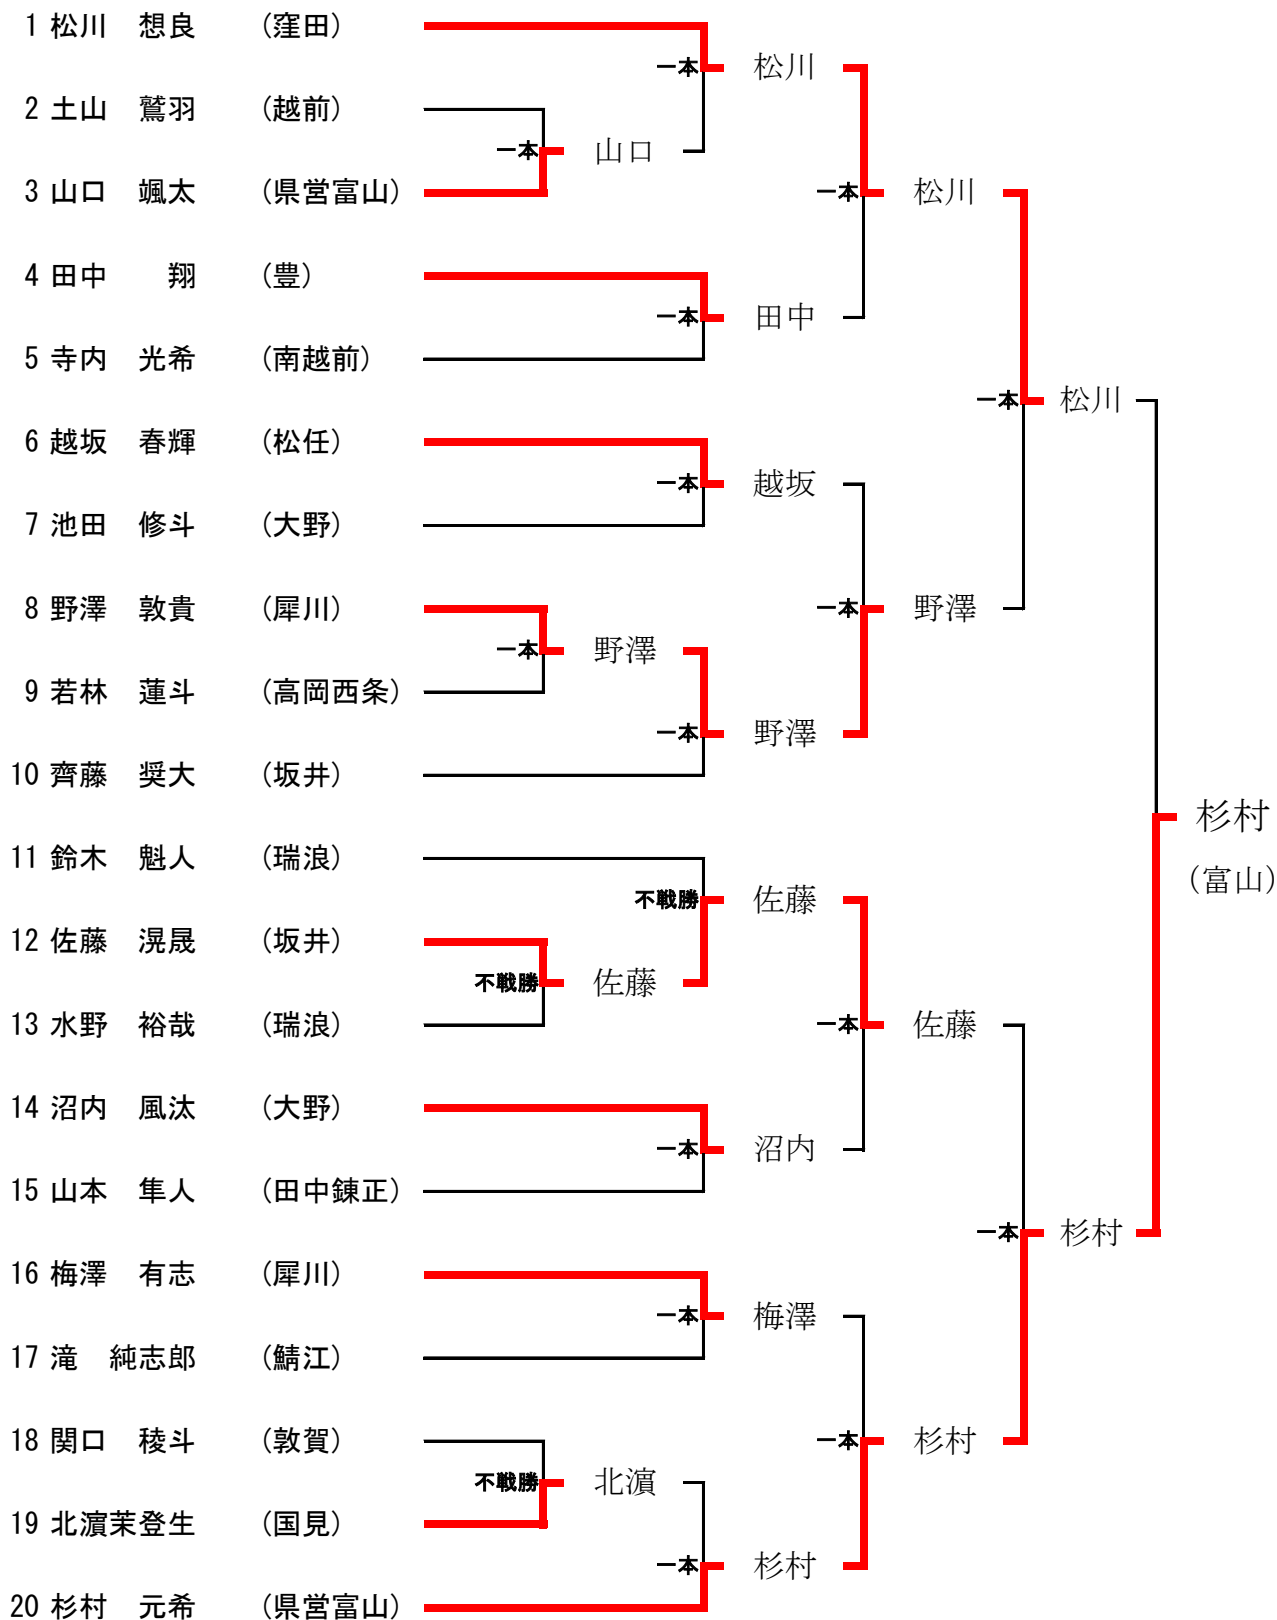 1 松川　想良　（窪田）
一本 松川
2 土山　鷲羽　（越前）
一本 山口
3 山口　颯太　（県営富山）
一本 松川
4 田中　　翔　（豊）
一本 田中
5 寺内　光希　（南越前）
一本 松川
6 越坂　春輝　（松任）
一本 越坂
7 池田　修斗　（大野）
8 野澤　敦貴　（犀川）
一本 野澤
一本 野澤
9 若林　蓮斗　（高岡西条）
一本 野澤
10 齊藤　奨大　（坂井）
杉村
（富山）
11 鈴木　魁人　（瑞浪）
不戦勝 佐藤
12 佐藤　滉晟　（坂井）
不戦勝 佐藤
13 水野　裕哉　（瑞浪）
一本 佐藤
14 沼内　風汰　（大野）
一本 沼内
15 山本　隼人　（田中錬正）
一本 杉村
16 梅澤　有志　（犀川）
一本 梅澤
17 滝　純志郎　（鯖江）
18 関口　稜斗　（敦賀）
一本 杉村
不戦勝 北濵
19 北濵茉登生　（国見）
一本 杉村
20 杉村　元希　（県営富山）